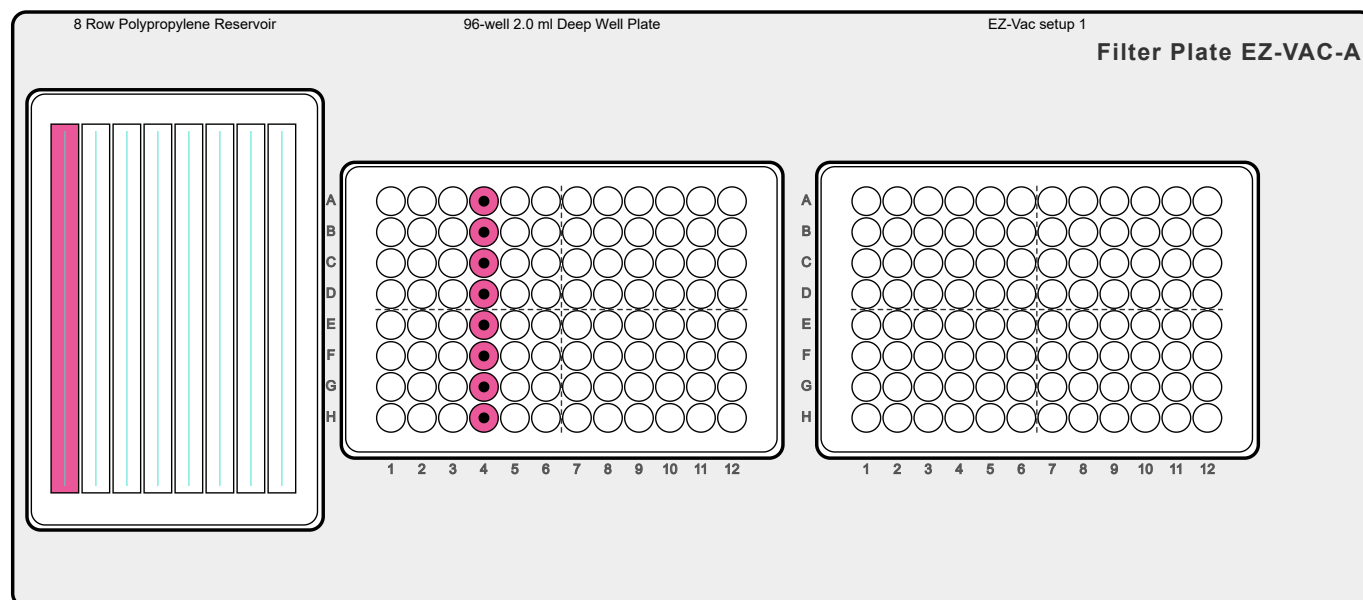 8 Row Polypropylene Reservoir
96-well 2.0 ml Deep Well Plate
EZ-Vac setup 1
Filter Plate EZ-VAC-A
A
B
C
D
E
F
G
H
1 2 3 4 5 6 7 8 9 10 11 12
A
B
C
D
E
F
G
H
1 2 3 4 5 6 7 8 9 10 11 12